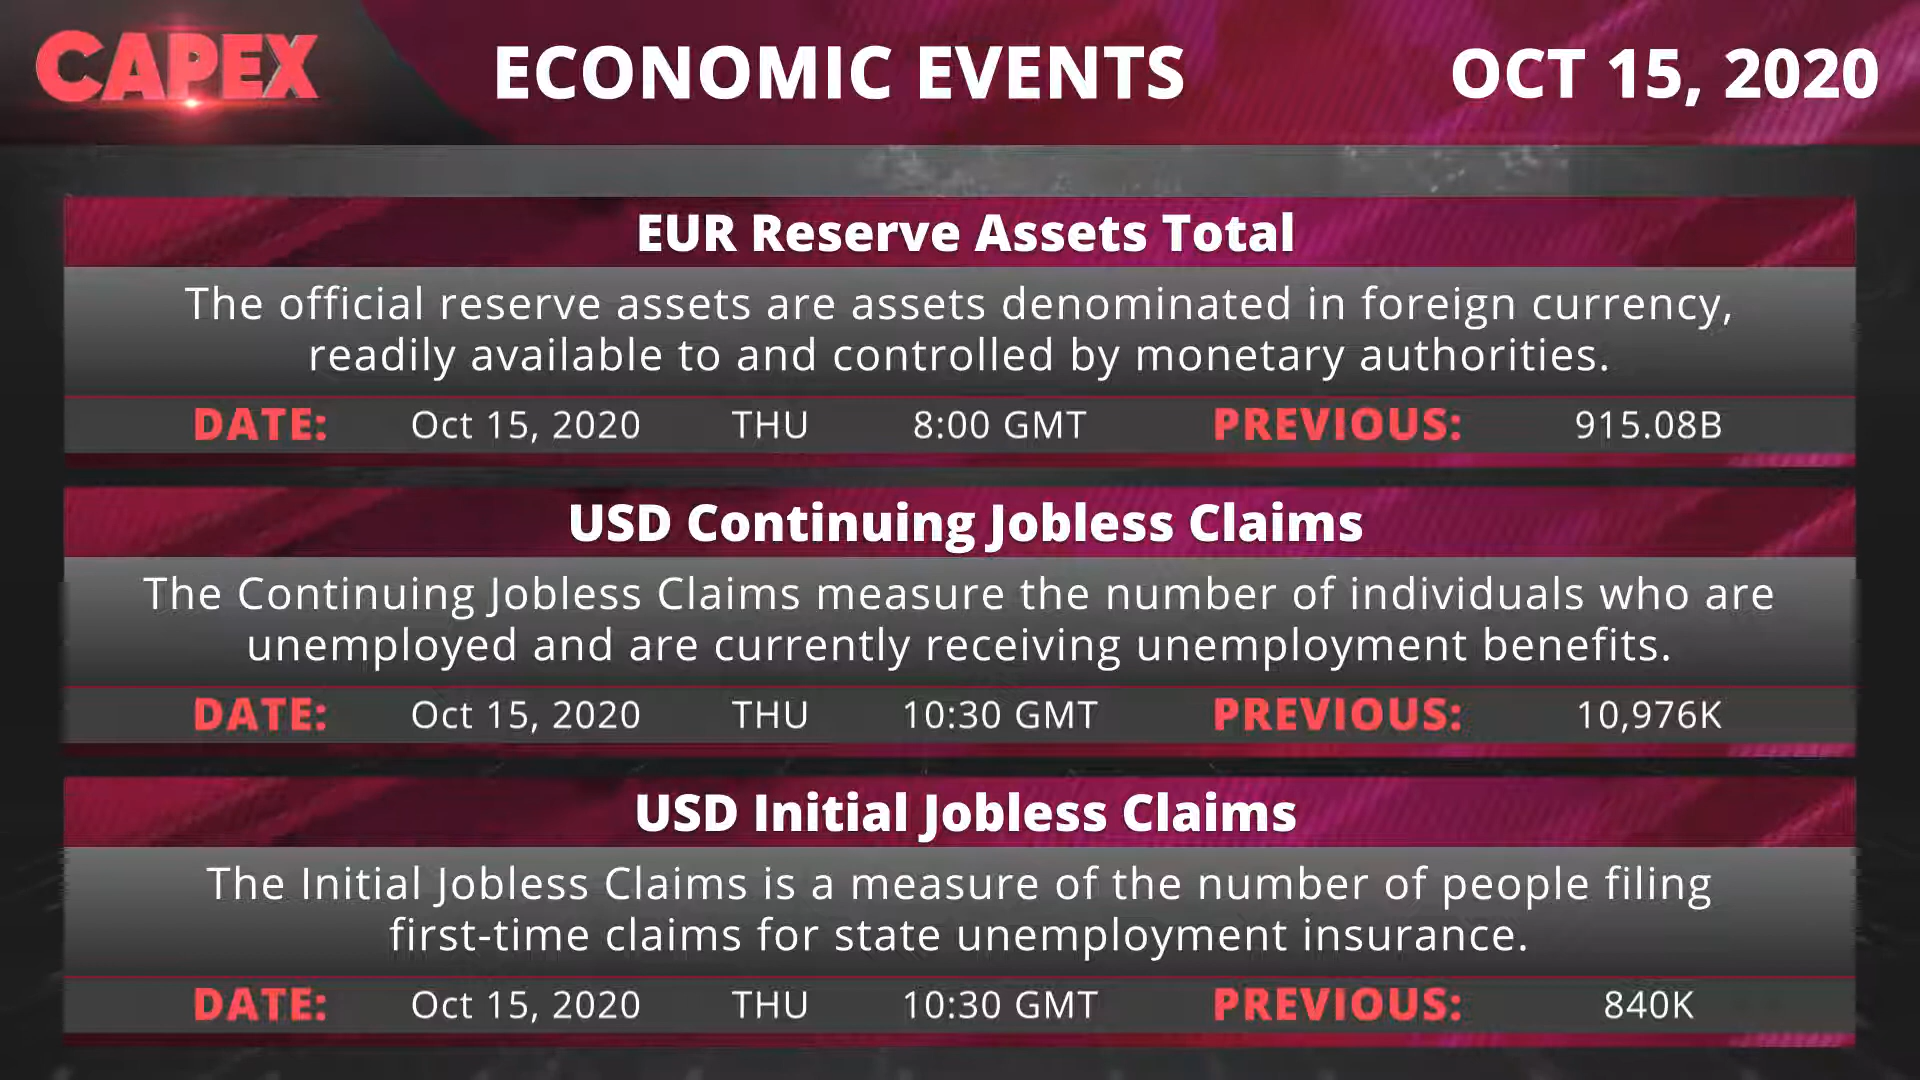 CAPEX
ECONOMIC EVENTS
OCT 15, 2020
EUR Reserve Assets Total
The official reserve assets are assets denominated in foreign currency,
readily available to and controlled by monetary authorities.
DATE: Oct 15, 2020 THU 8:00 GMT PREVIOUS: 915.08B
USD Continuing Jobless Claims
The Continuing Jobless Claims measure the number of individuals who are
unemployed and are currently receiving unemployment benefits.
DATE: Oct 15, 2020 THU 10:30 GMT PREVIOUS: 10,976K
USD Initial Jobless Claims
The Initial Jobless Claims is a measure of the number of people filing
first-time claims for state unemployment insurance.
DATE: Oct 15, 2020 THU 10:30 GMT PREVIOUS: 840K